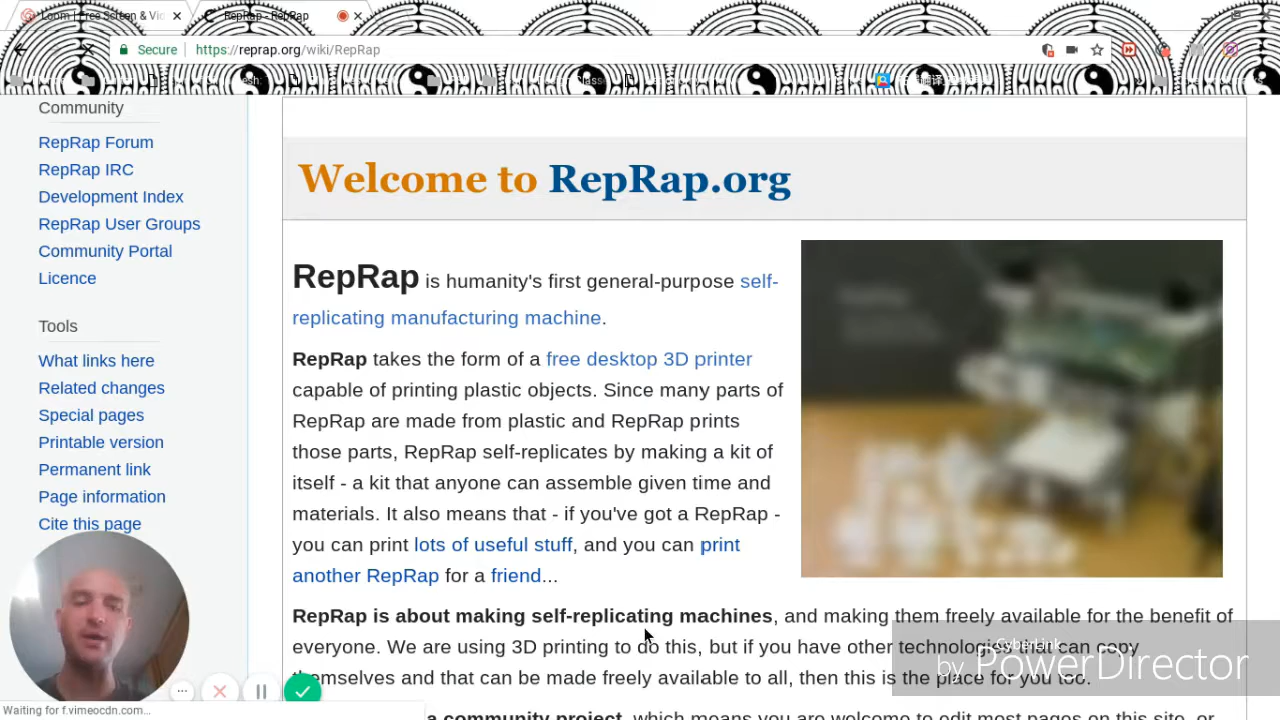 Loom | Free Screen & Vi
RepRap - RepRap
Secure
https://reprap.org/wiki/RepRap
Community
RepRap Forum
RepRap IRC
Development Index
RepRap User Groups
Community Portal
Licence
Tools
What links here
Related changes
Special pages
Printable version
Permanent link
Page information
Cite this page
Welcome to RepRap.org
RepRap is humanity's first general-purpose self-
replicating manufacturing machine.
RepRap takes the form of a free desktop 3D printer
capable of printing plastic objects. Since many parts of
RepRap are made from plastic and RepRap prints
those parts, RepRap self-replicates by making a kit of
itself - a kit that anyone can assemble given time and
materials. It also means that - if you've got a RepRap -
you can print lots of useful stuff, and you can print
another RepRap for a friend...
RepRap is about making self-replicating machines, and making them freely available for the benefit of
everyone. We are using 3D printing to do this, but if you have other technologies that can copy
themselves and that can be made freely available to all, then this is the place for you too.
a community project, which means you are welcome to edit most pages on this site, or
CyberLink
by PowerDirector
Waiting for f.vimeocdn.com...